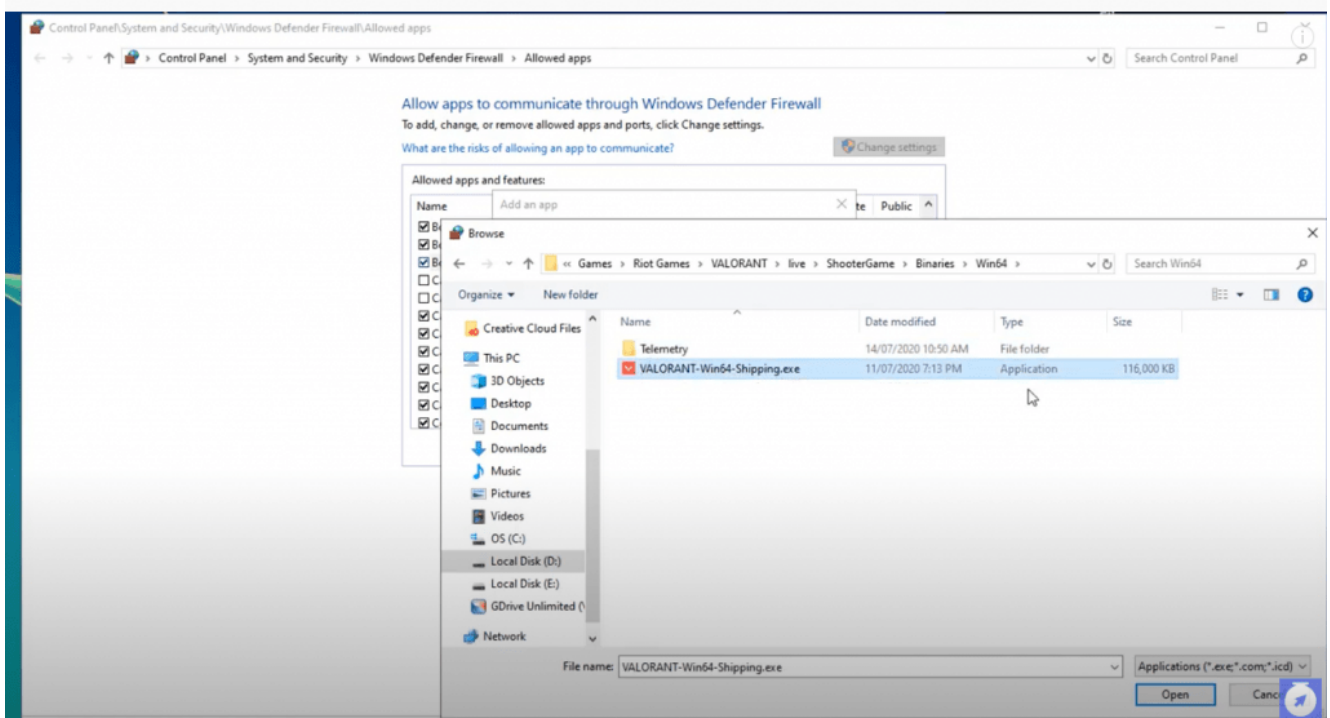 Control Panel\System and Security\Windows Defender Firewall\Allowed apps
Control Panel > System and Security > Windows Defender Firewall > Allowed apps
Search Control Panel
Allow apps to communicate through Windows Defender Firewall
To add, change, or remove allowed apps and ports, click Change settings.
What are the risks of allowing an app to communicate?
Change settings
Allowed apps and features:
Name
Add an app
te Public
Browse
« Games > Riot Games > VALORANT > live > ShooterGame > Binaries > Win64 >
Search Win64
Organize
New folder
Name Date modified Type Size
Creative Cloud Files
This PC
3D Objects
Desktop
Documents
Downloads
Music
Pictures
Videos
OS (C:)
Local Disk (D:)
Local Disk (E:)
GDrive Unlimited (
Network
Telemetry 14/07/2020 10:50 AM File folder
VALORANT-Win64-Shipping.exe 11/07/2020 7:13 PM Application 116,000 KB
File name: VALORANT-Win64-Shipping.exe
Applications (*.exe;*.com;*.icd)
Open
Canc